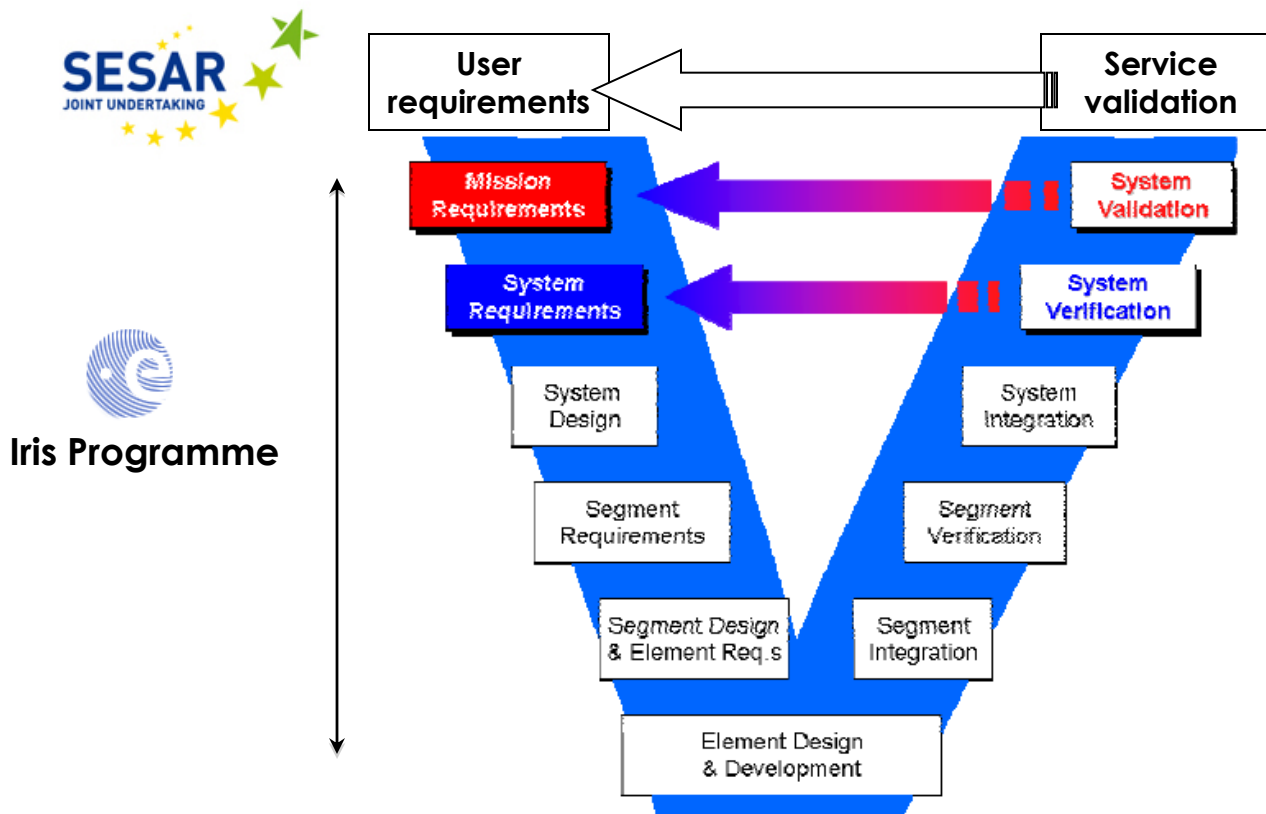 SESAR
JOINT UNDERTAKING
User
requirements
Service
validation
Mission
Requirements
System
Validation
System
Requirements
System
Verification
Iris Programme
System
Design
System
Integration
Segment
Requirements
Segment
Verification
Segment Design
& Element Req.s
Segment
Integration
Element Design
& Development